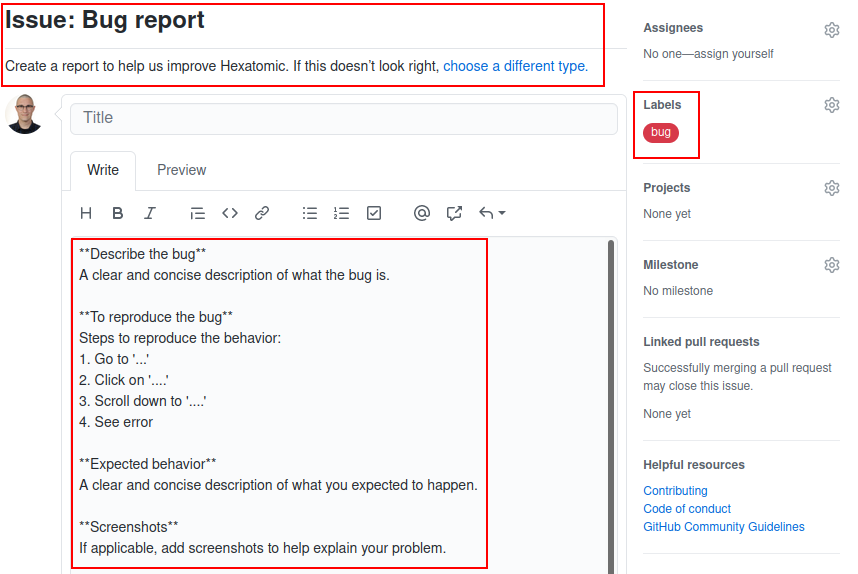 Issue: Bug report
Create a report to help us improve Hexatomic. If this doesn't look right, choose a different type.
Title
Write Preview
**Describe the bug**
A clear and concise description of what the bug is.
**To reproduce the bug**
Steps to reproduce the behavior:
1. Go to '...'
2. Click on '....'
3. Scroll down to '....'
4. See error
**Expected behavior**
A clear and concise description of what you expected to happen.
**Screenshots**
If applicable, add screenshots to help explain your problem.
Assignees
No one—assign yourself
Labels
bug
Projects
None yet
Milestone
No milestone
Linked pull requests
Successfully merging a pull request
may close this issue.
None yet
Helpful resources
Contributing
Code of conduct
GitHub Community Guidelines